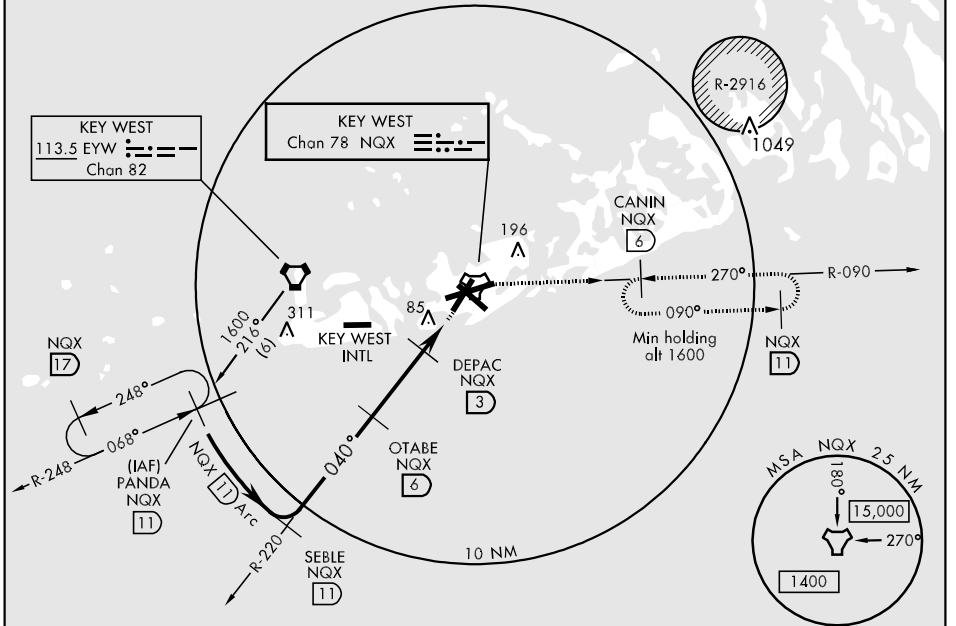 R-2916
1049
KEY WEST
113.5 EYW
Chan 82
KEY WEST
Chan 78 NQX
CANIN
NQX
6
196
270°
R-090
090°
Min holding
alt 1600
NQX
11
311
85
KEY WEST
INTL
1600
216°
(6)
NQX
17
248°
068°
R-248
(IAF)
PANDA
NQX
11
NQX 11 Arc
DEPAC
NQX
3
040°
OTABE
NQX
6
R-220
SEBLE
NQX
11
10 NM
MSA NQX 25 NM
180°
15,000
270°
1400